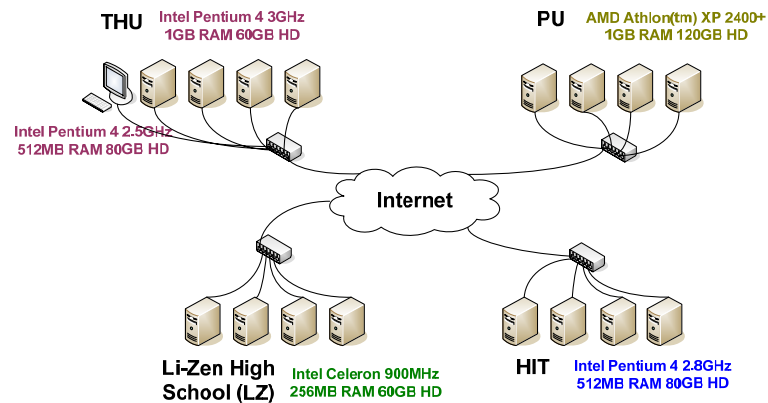 THU
Intel Pentium 4 3GHz
1GB RAM 60GB HD
PU
AMD Athlon(tm) XP 2400+
1GB RAM 120GB HD
Intel Pentium 4 2.5GHz
512MB RAM 80GB HD
Internet
Li-Zen High
School (LZ)
Intel Celeron 900MHz
256MB RAM 60GB HD
HIT
Intel Pentium 4 2.8GHz
512MB RAM 80GB HD